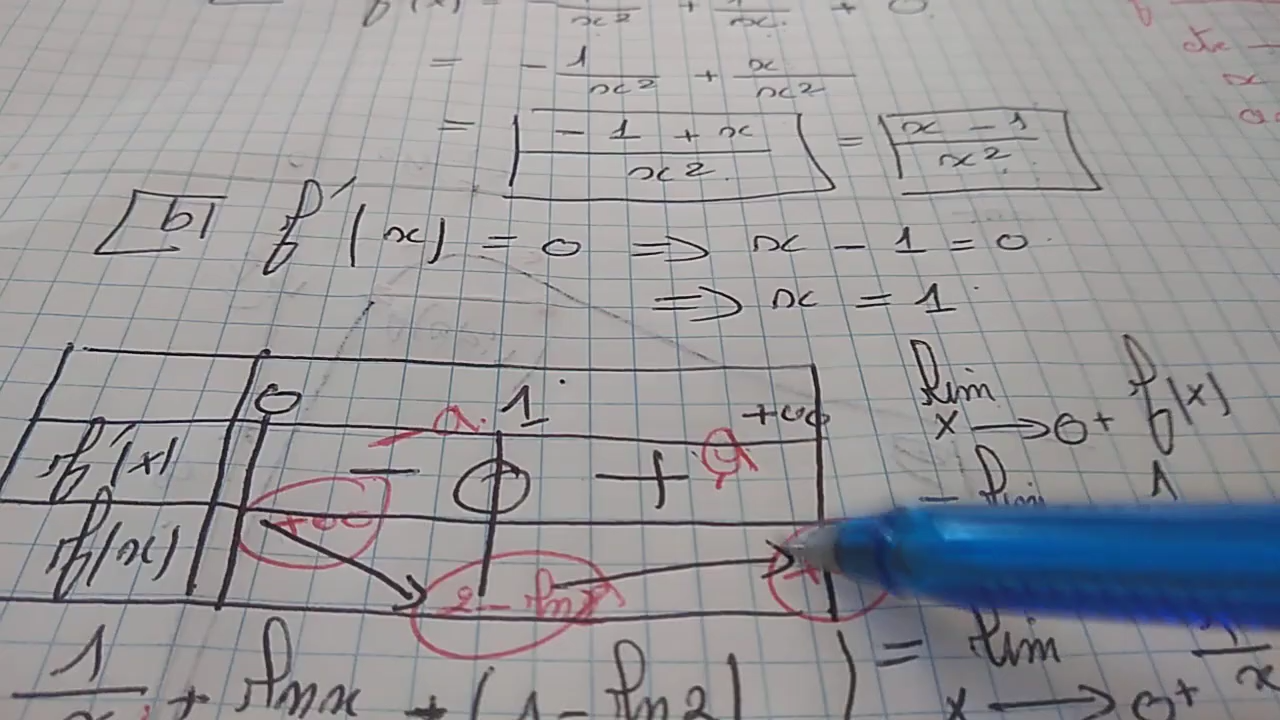 = - 1/x² + x/x²
= (- 1 + x)/x² = (x - 1)/x²
b) f'(x) = 0 => x - 1 = 0
=> x = 1
0 1 +∞
f'(x) - 0 +
f(x) +∞ 2 - ln2 +
lim x→0+ f(x)
1/x + ln x + (1 - ln2) = lim x→0+ 1/x